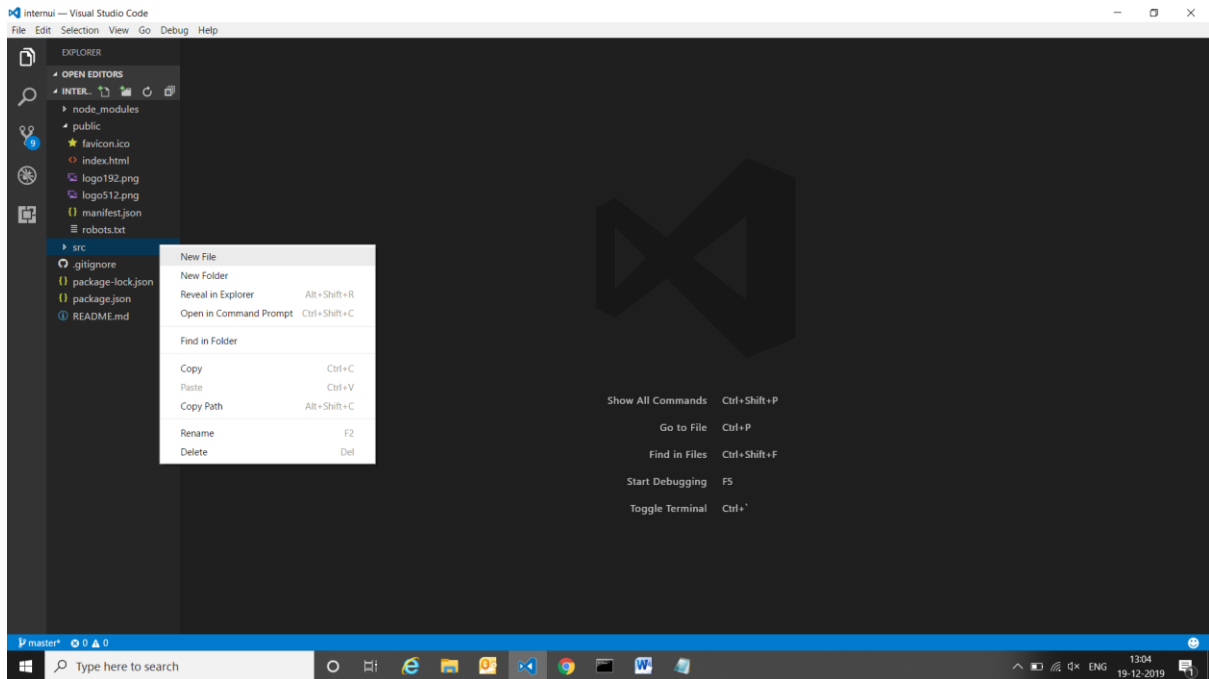 internui — Visual Studio Code
File Edit Selection View Go Debug Help
EXPLORER
OPEN EDITORS
INTER..
node_modules
public
favicon.ico
index.html
logo192.png
logo512.png
manifest.json
robots.txt
src
.gitignore
package-lock.json
package.json
README.md
9
New File
New Folder
Reveal in Explorer Alt+Shift+R
Open in Command Prompt Ctrl+Shift+C
Find in Folder
Copy Ctrl+C
Paste Ctrl+V
Copy Path Alt+Shift+C
Rename F2
Delete Del
Show All Commands Ctrl+Shift+P
Go to File Ctrl+P
Find in Files Ctrl+Shift+F
Start Debugging F5
Toggle Terminal Ctrl+`
master* 0 0
Type here to search
ENG
13:04
19-12-2019
1